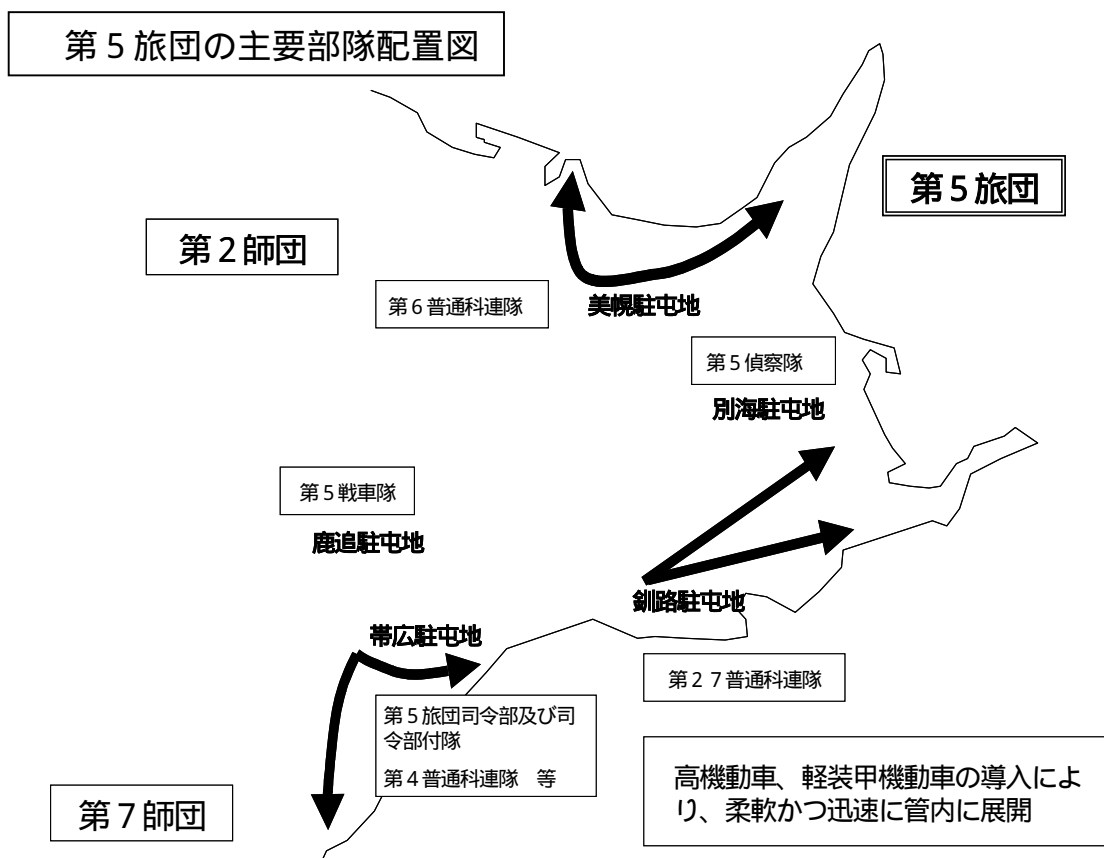 第５旅団の主要部隊配置図
第５旅団
第２師団
第６普通科連隊
美幌駐屯地
第５偵察隊
別海駐屯地
第５戦車隊
鹿追駐屯地
釧路駐屯地
帯広駐屯地
第２７普通科連隊
第５旅団司令部及び司
令部付隊
第４普通科連隊　等
高機動車、軽装甲機動車の導入によ
り、柔軟かつ迅速に管内に展開
第７師団